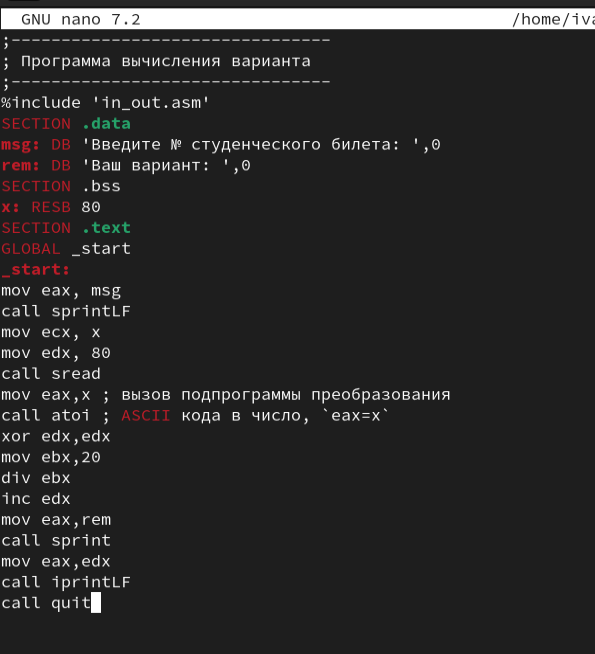 GNU nano 7.2 /home/iva
;--------------------------------
; Программа вычисления варианта
;--------------------------------
%include 'in_out.asm'
SECTION .data
msg: DB 'Введите № студенческого билета: ',0
rem: DB 'Ваш вариант: ',0
SECTION .bss
x: RESB 80
SECTION .text
GLOBAL _start
_start:
mov eax, msg
call sprintLF
mov ecx, x
mov edx, 80
call sread
mov eax,x ; вызов подпрограммы преобразования
call atoi ; ASCII кода в число, `eax=x`
xor edx,edx
mov ebx,20
div ebx
inc edx
mov eax,rem
call sprint
mov eax,edx
call iprintLF
call quit